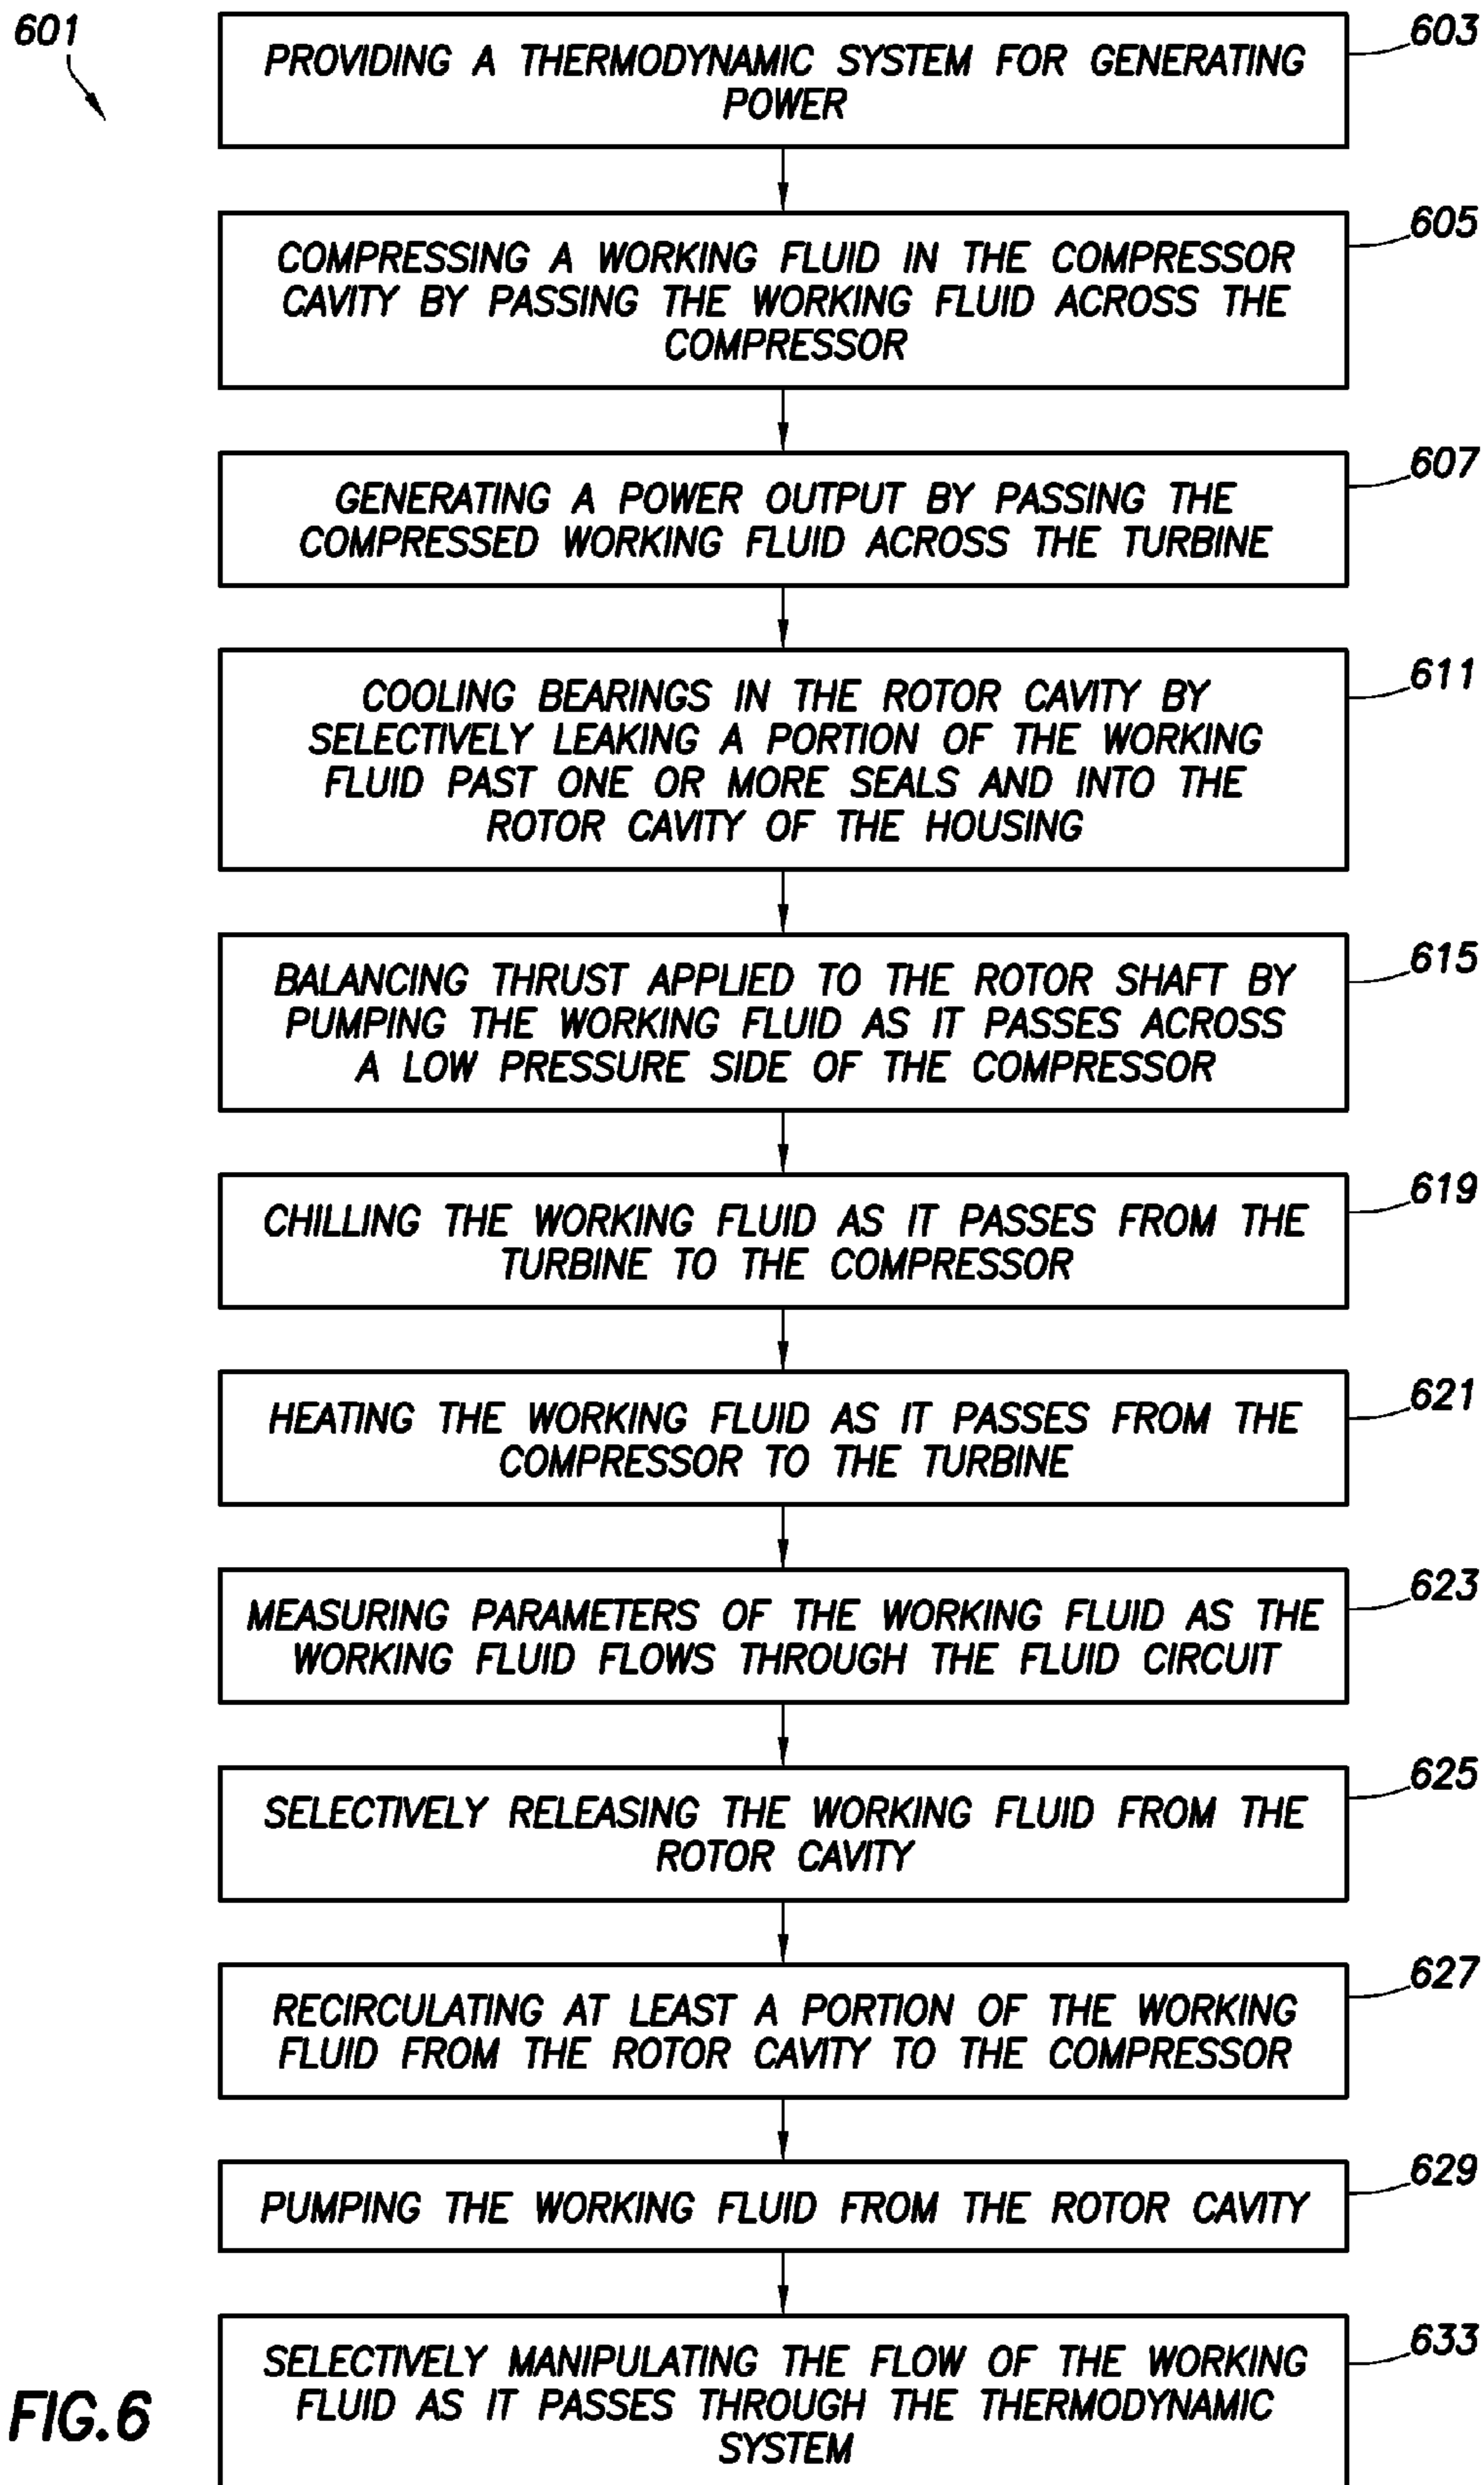 601
603
PROVIDING A THERMODYNAMIC SYSTEM FOR GENERATING
POWER
605
COMPRESSING A WORKING FLUID IN THE COMPRESSOR
CAVITY BY PASSING THE WORKING FLUID ACROSS THE
COMPRESSOR
607
GENERATING A POWER OUTPUT BY PASSING THE
COMPRESSED WORKING FLUID ACROSS THE TURBINE
611
COOLING BEARINGS IN THE ROTOR CAVITY BY
SELECTIVELY LEAKING A PORTION OF THE WORKING
FLUID PAST ONE OR MORE SEALS AND INTO THE
ROTOR CAVITY OF THE HOUSING
615
BALANCING THRUST APPLIED TO THE ROTOR SHAFT BY
PUMPING THE WORKING FLUID AS IT PASSES ACROSS
A LOW PRESSURE SIDE OF THE COMPRESSOR
619
CHILLING THE WORKING FLUID AS IT PASSES FROM THE
TURBINE TO THE COMPRESSOR
621
HEATING THE WORKING FLUID AS IT PASSES FROM THE
COMPRESSOR TO THE TURBINE
623
MEASURING PARAMETERS OF THE WORKING FLUID AS THE
WORKING FLUID FLOWS THROUGH THE FLUID CIRCUIT
625
SELECTIVELY RELEASING THE WORKING FLUID FROM THE
ROTOR CAVITY
627
RECIRCULATING AT LEAST A PORTION OF THE WORKING
FLUID FROM THE ROTOR CAVITY TO THE COMPRESSOR
629
PUMPING THE WORKING FLUID FROM THE ROTOR CAVITY
633
SELECTIVELY MANIPULATING THE FLOW OF THE WORKING
FLUID AS IT PASSES THROUGH THE THERMODYNAMIC
SYSTEM
FIG.6